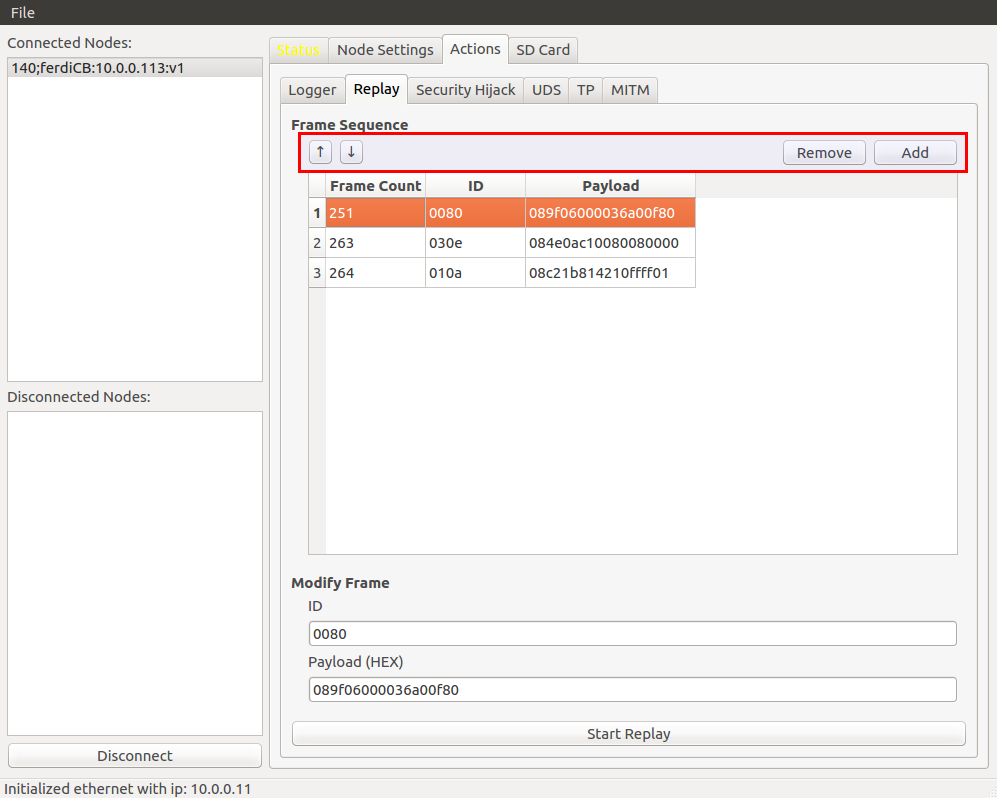 File
Connected Nodes:
140;ferdiCB:10.0.0.113:v1
Disconnected Nodes:
Disconnect
Status Node Settings Actions SD Card
Logger Replay Security Hijack UDS TP MITM
Frame Sequence
↑ ↓ Remove Add
Frame Count ID Payload
1 251 0080 089f06000036a00f80
2 263 030e 084e0ac10080080000
3 264 010a 08c21b814210ffff01
Modify Frame
ID
0080
Payload (HEX)
089f06000036a00f80
Start Replay
Initialized ethernet with ip: 10.0.0.11